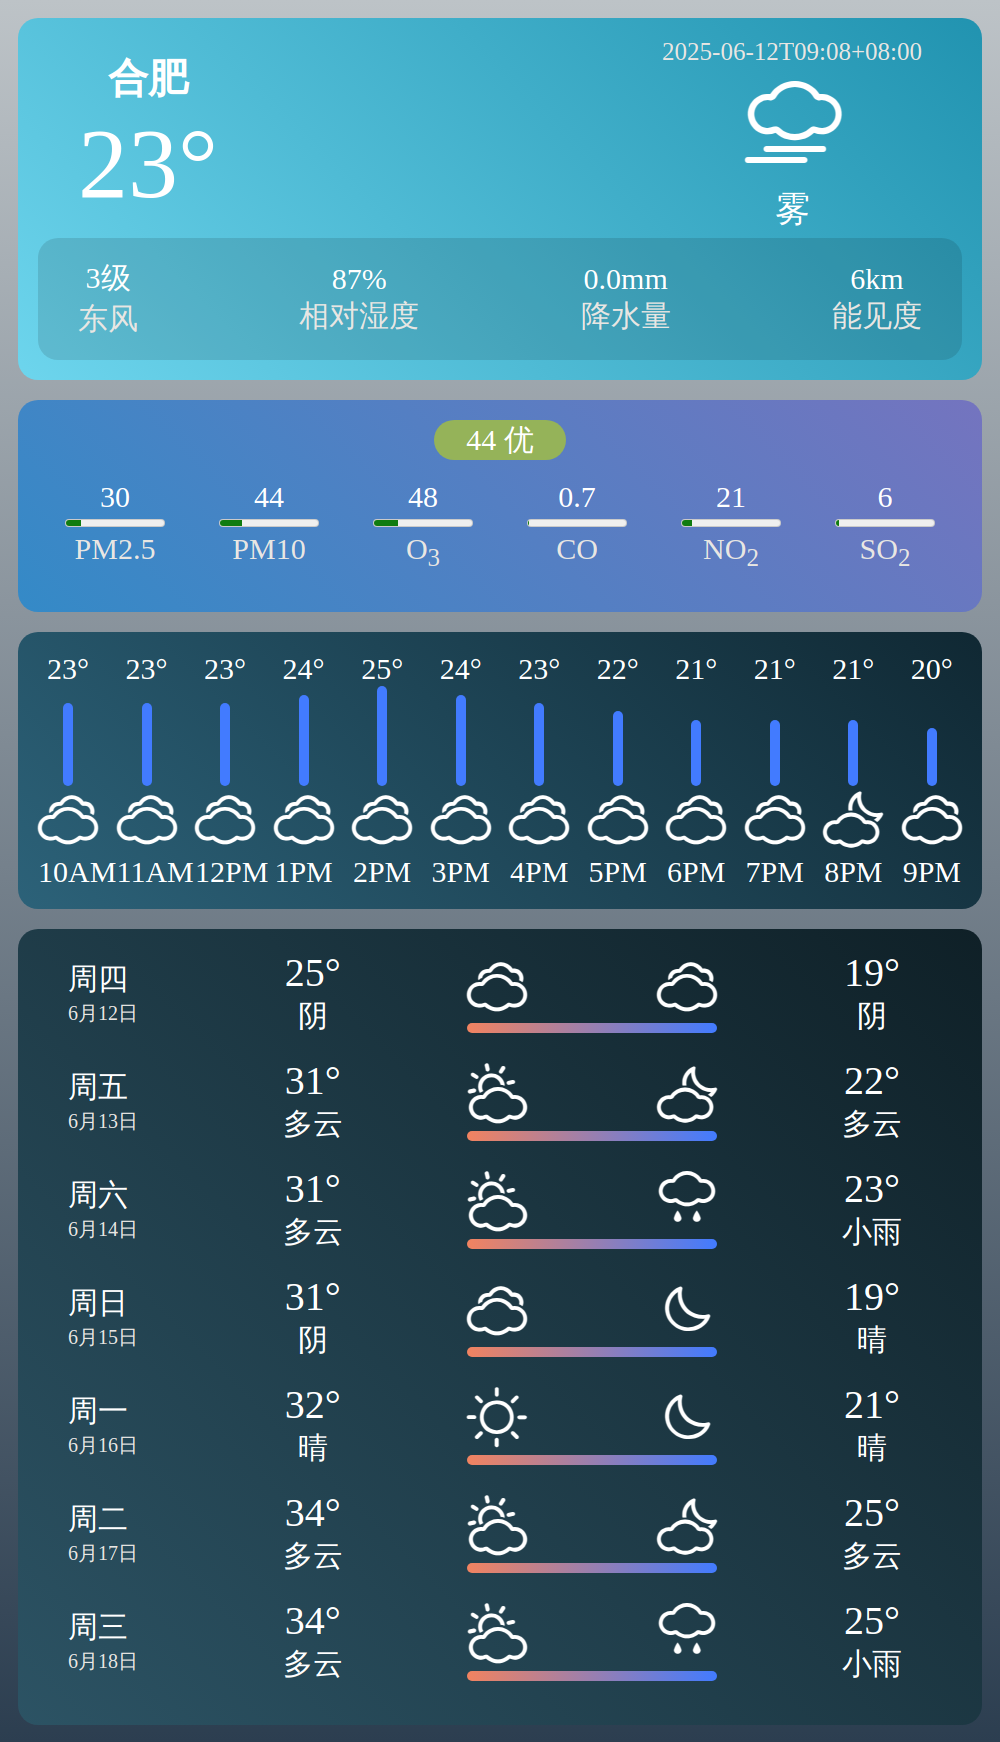 合肥
23°
2025-06-12T09:08+08:00
雾
3级 87% 0.0mm 6km
东风 相对湿度 降水量 能见度
44 优
30 44 48 0.7 21 6
PM2.5 PM10 O3 CO NO2 SO2
23° 23° 23° 24° 25° 24° 23° 22° 21° 21° 21° 20°
10AM 11AM 12PM 1PM 2PM 3PM 4PM 5PM 6PM 7PM 8PM 9PM
周四 25° 19°
6月12日 阴 阴
周五 31° 22°
6月13日 多云 多云
周六 31° 23°
6月14日 多云 小雨
周日 31° 19°
6月15日 阴 晴
周一 32° 21°
6月16日 晴 晴
周二 34° 25°
6月17日 多云 多云
周三 34° 25°
6月18日 多云 小雨